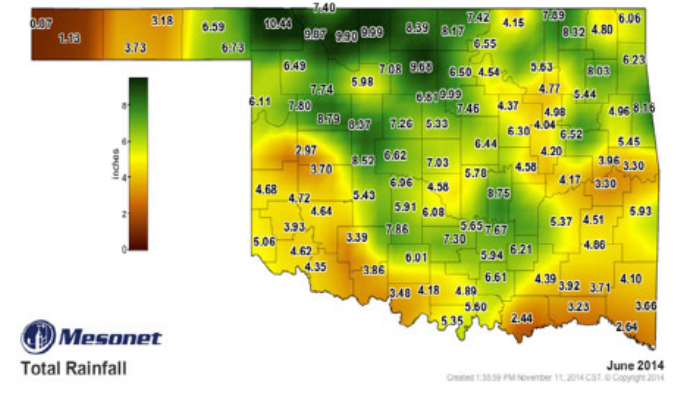 7.40
0.87 3.18 6.59 10.44 8.39 7.42 4.15 7.89 6.06
1.13 9.87 9.90 9.99 8.17 8.32 4.80
3.73 6.73 6.55
6.49 7.08 9.68 6.50 4.54 5.63 8.03 6.23
7.74 5.98 4.77 5.44
6.11 7.80 9.99 7.46 4.37 4.98 4.96 8.16
8.79 8.37 7.26 5.33 6.30 4.04 6.52
2.97 6.62 6.44 4.20 5.45
3.70 8.52 7.03 5.78 4.58 3.96 3.30
4.68 6.96 4.58 4.17 3.30
4.72 5.43 8.75
4.64 5.91 6.08 5.37 4.51 5.93
3.93 7.86 5.65 7.67
5.06 3.39 7.30 6.21 4.86
4.62 6.01 5.94
4.35 3.86 6.61 4.39 3.92 3.71 4.10
3.48 4.18 4.89
5.60 3.23 3.66
5.35 2.44 2.64
inches
8
6
4
2
0
Mesonet
Total Rainfall
June 2014
Created 1:55:59 PM November 11, 2014 CST. © Copyright 2014